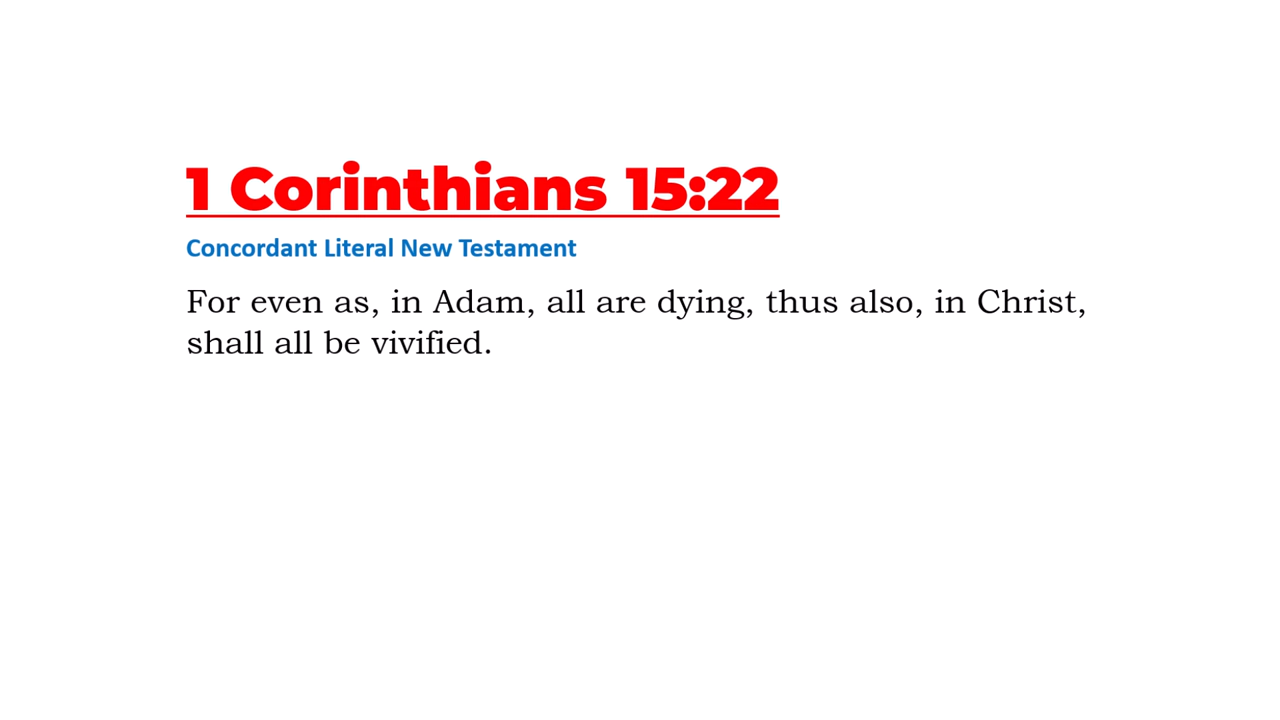 1 Corinthians 15:22
Concordant Literal New Testament
For even as, in Adam, all are dying, thus also, in Christ,
shall all be vivified.